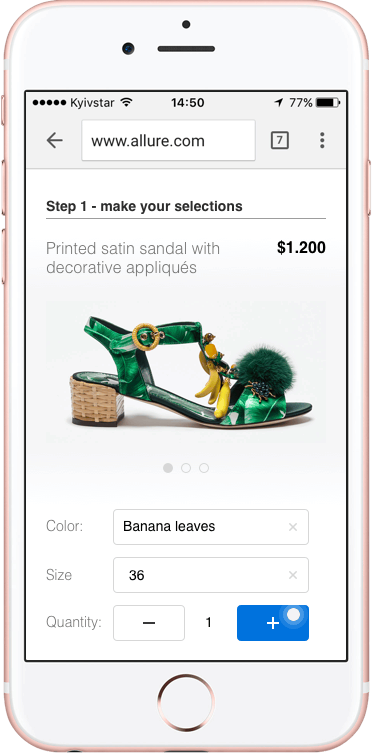 Kyivstar 14:50 77%
www.allure.com 7
Step 1 - make your selections
Printed satin sandal with $1.200
decorative appliqués
Color: Banana leaves ×
Size 36 ×
Quantity: − 1 +